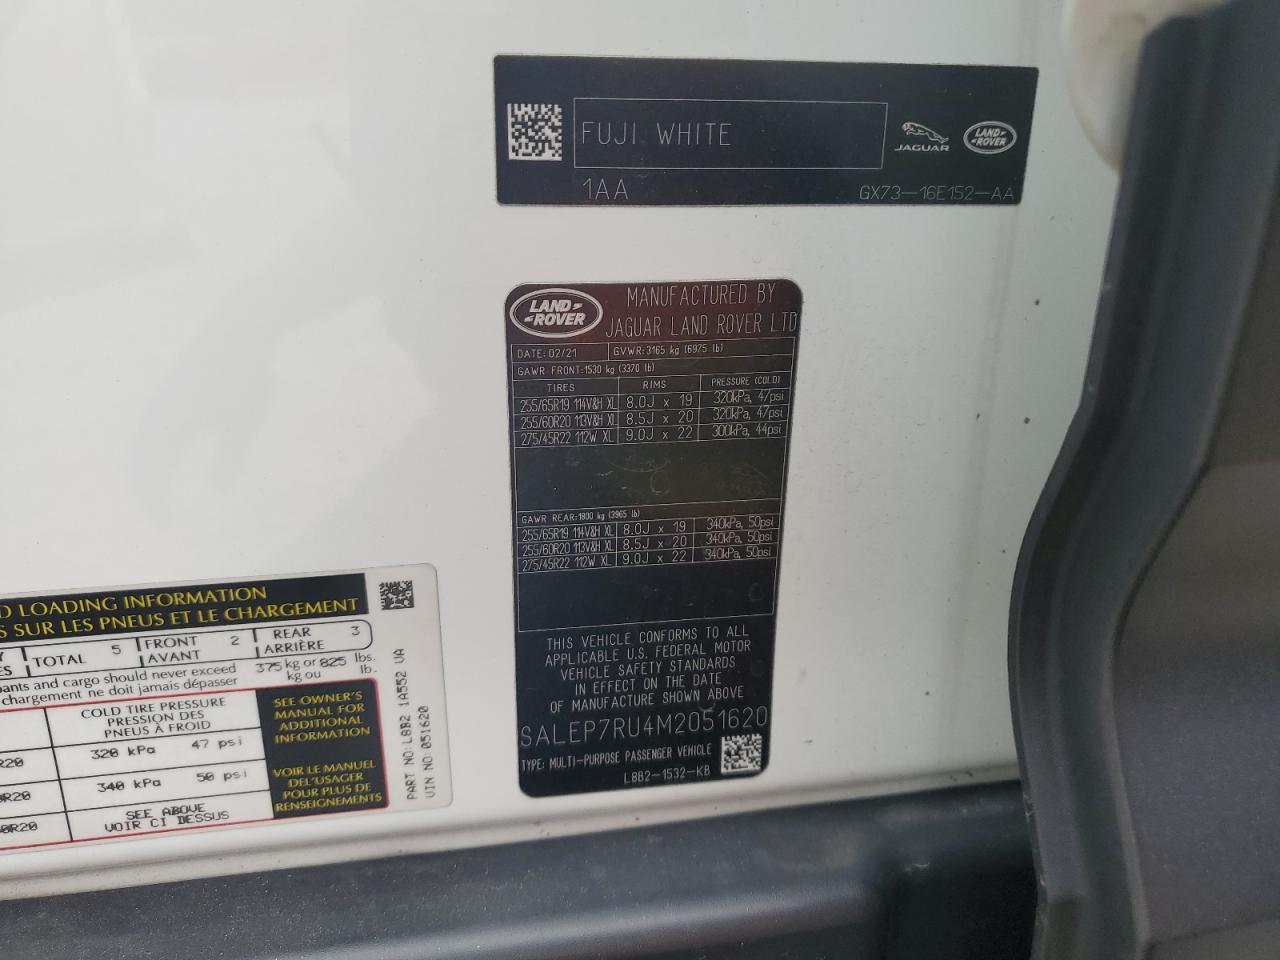 FUJI WHITE
JAGUAR
LAND-
-ROVER
1AA
GX73-16E152-AA
LAND-
-ROVER
MANUFACTURED BY
JAGUAR LAND ROVER LTD
DATE: 02/21 GVWR: 3165 kg (6975 lb)
GAWR FRONT: 1530 kg (3370 lb)
TIRES RIMS PRESSURE (COLD)
255/65R19 114V&H XL 8.0J x 19 320kPa, 47psi
255/60R20 113V&H XL 8.5J x 20 320kPa, 47psi
275/45R22 112W XL 9.0J x 22 300kPa, 44psi
GAWR REAR: 1800 kg (3965 lb)
255/65R19 114V&H XL 8.0J x 19 340kPa, 50psi
255/60R20 113V&H XL 8.5J x 20 340kPa, 50psi
275/45R22 112W XL 9.0J x 22 340kPa, 50psi
THIS VEHICLE CONFORMS TO ALL
APPLICABLE U.S. FEDERAL MOTOR
VEHICLE SAFETY STANDARDS
IN EFFECT ON THE DATE
OF MANUFACTURE SHOWN ABOVE
SALEP7RU4M2051620
TYPE: MULTI-PURPOSE PASSENGER VEHICLE
L8B2-1532-KB
D LOADING INFORMATION
S SUR LES PNEUS ET LE CHARGEMENT
Y TOTAL 5 FRONT 2 REAR 3
ES AVANT ARRIÈRE
pants and cargo should never exceed 375 kg or 825 lbs.
chargement ne doit jamais dépasser kg ou lb.
COLD TIRE PRESSURE
PRESSION DES
PNEUS À FROID
R20 320 kPa 47 psi
0R20 340 kPa 50 psi
0R20 SEE ABOVE
VOIR CI DESSUS
SEE OWNER'S
MANUAL FOR
ADDITIONAL
INFORMATION
VOIR LE MANUEL
DEL'USAGER
POUR PLUS DE
RENSEIGNEMENTS
PART NO: L8B2 1A552 VA
VIN NO: 051620